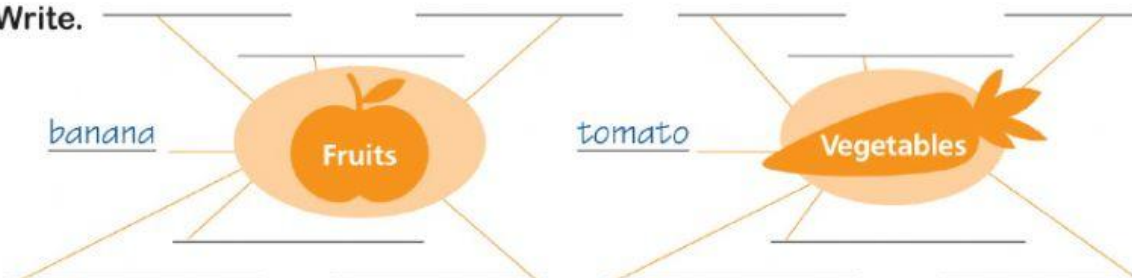 Write.
banana
Fruits
tomato
Vegetables